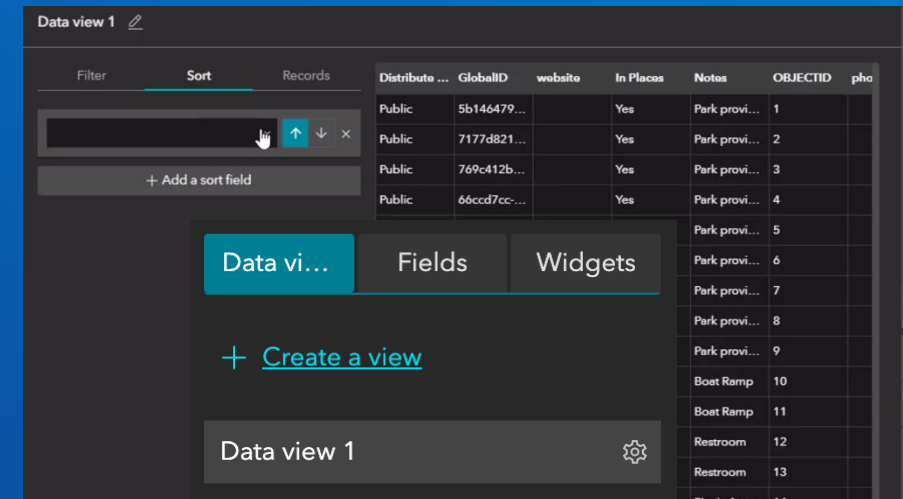 Data view 1
Filter Sort Records
+ Add a sort field
Distribute ... GlobalID website In Places Notes OBJECTID pho
Public 5b146479... Yes Park provi... 1
Public 7177d821... Yes Park provi... 2
Public 769c412b... Yes Park provi... 3
Public 66ccd7cc-... Yes Park provi... 4
Park provi... 5
Park provi... 6
Park provi... 7
Park provi... 8
Park provi... 9
Boat Ramp 10
Boat Ramp 11
Restroom 12
Restroom 13
Data vi... Fields Widgets
+ Create a view
Data view 1